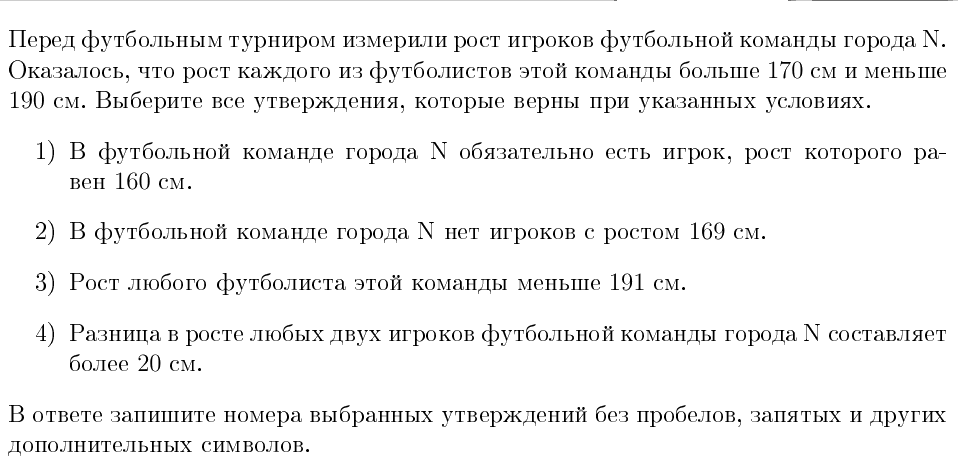 Перед футбольным турниром измерили рост игроков футбольной команды города N.
Оказалось, что рост каждого из футболистов этой команды больше 170 см и меньше
190 см. Выберите все утверждения, которые верны при указанных условиях.
1) В футбольной команде города N обязательно есть игрок, рост которого ра-
вен 160 см.
2) В футбольной команде города N нет игроков с ростом 169 см.
3) Рост любого футболиста этой команды меньше 191 см.
4) Разница в росте любых двух игроков футбольной команды города N составляет
более 20 см.
В ответе запишите номера выбранных утверждений без пробелов, запятых и других
дополнительных символов.